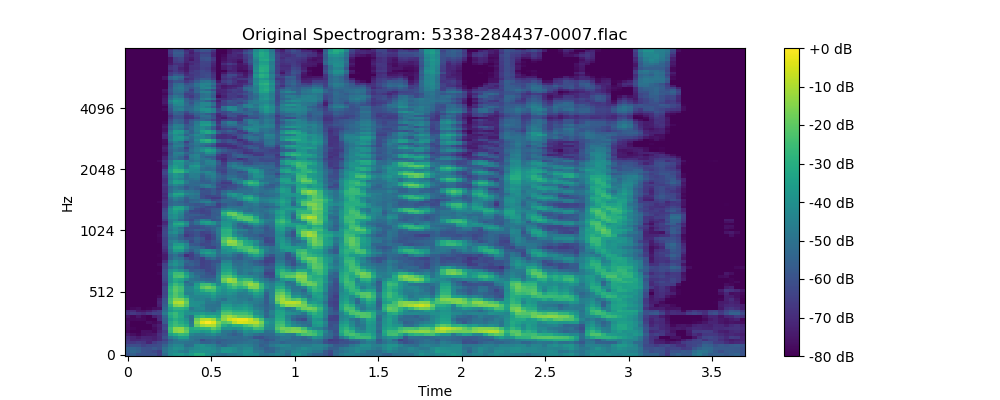 Original Spectrogram: 5338-284437-0007.flac
Hz
4096
2048
1024
512
0
0
0.5
1
1.5
2
2.5
3
3.5
Time
+0 dB
-10 dB
-20 dB
-30 dB
-40 dB
-50 dB
-60 dB
-70 dB
-80 dB